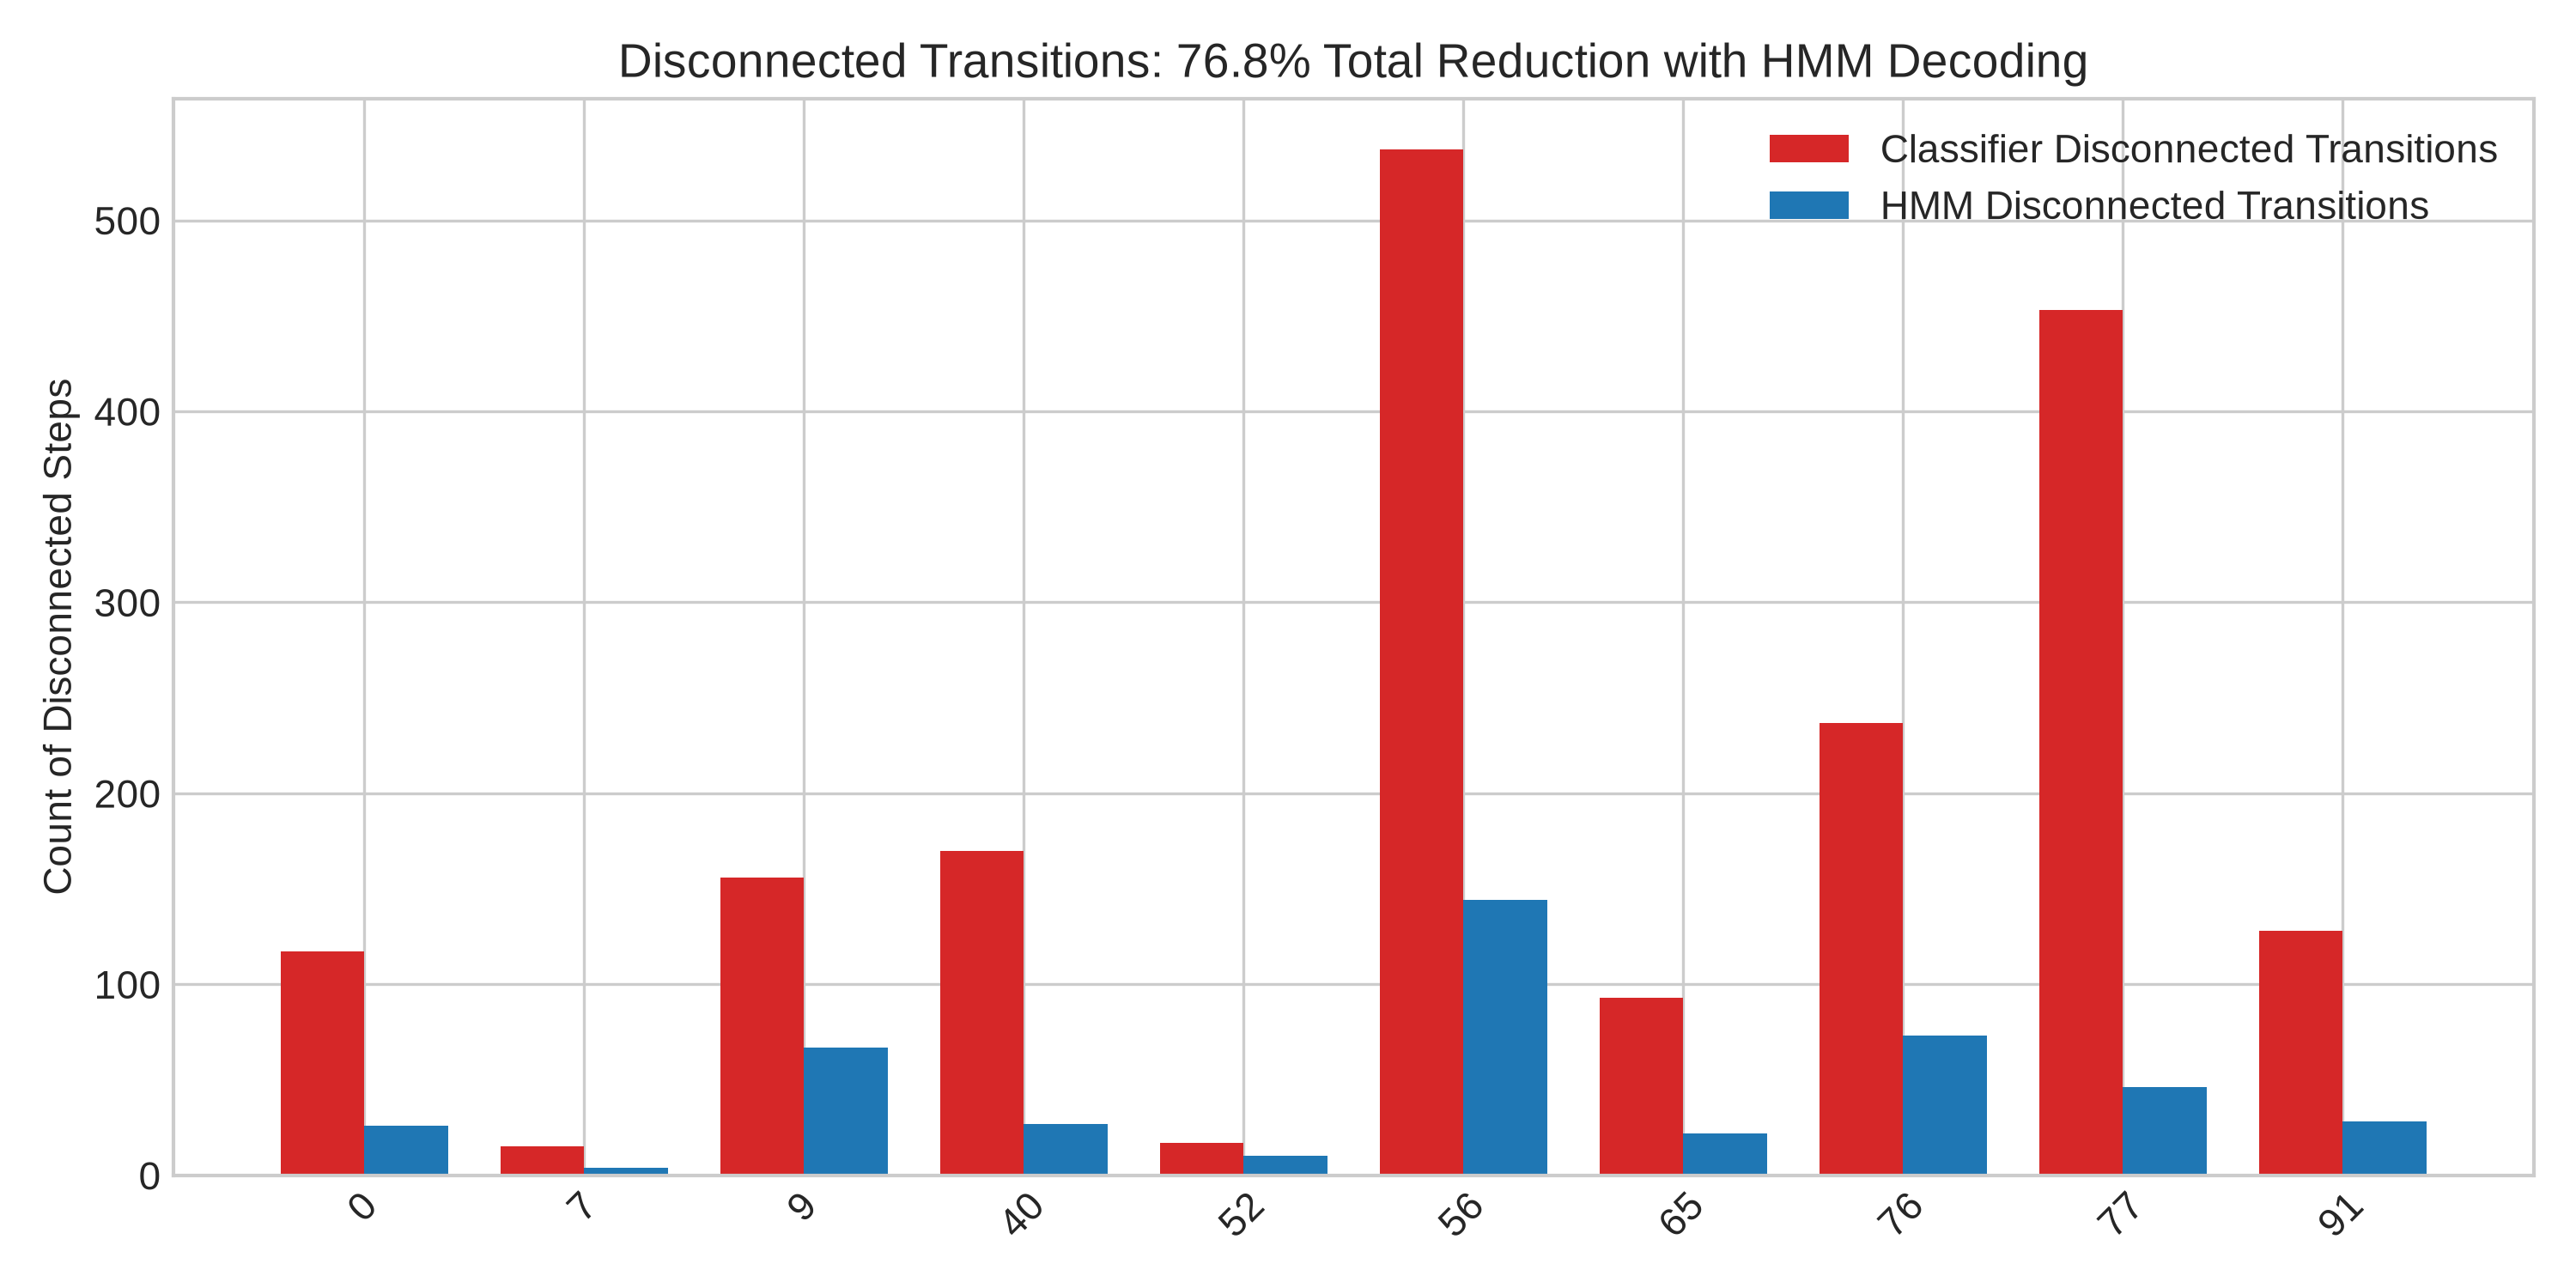 Disconnected Transitions: 76.8% Total Reduction with HMM Decoding
Classifier Disconnected Transitions
HMM Disconnected Transitions
Count of Disconnected Steps
500
400
300
200
100
0
0 7 9 40 52 56 65 76 77 91